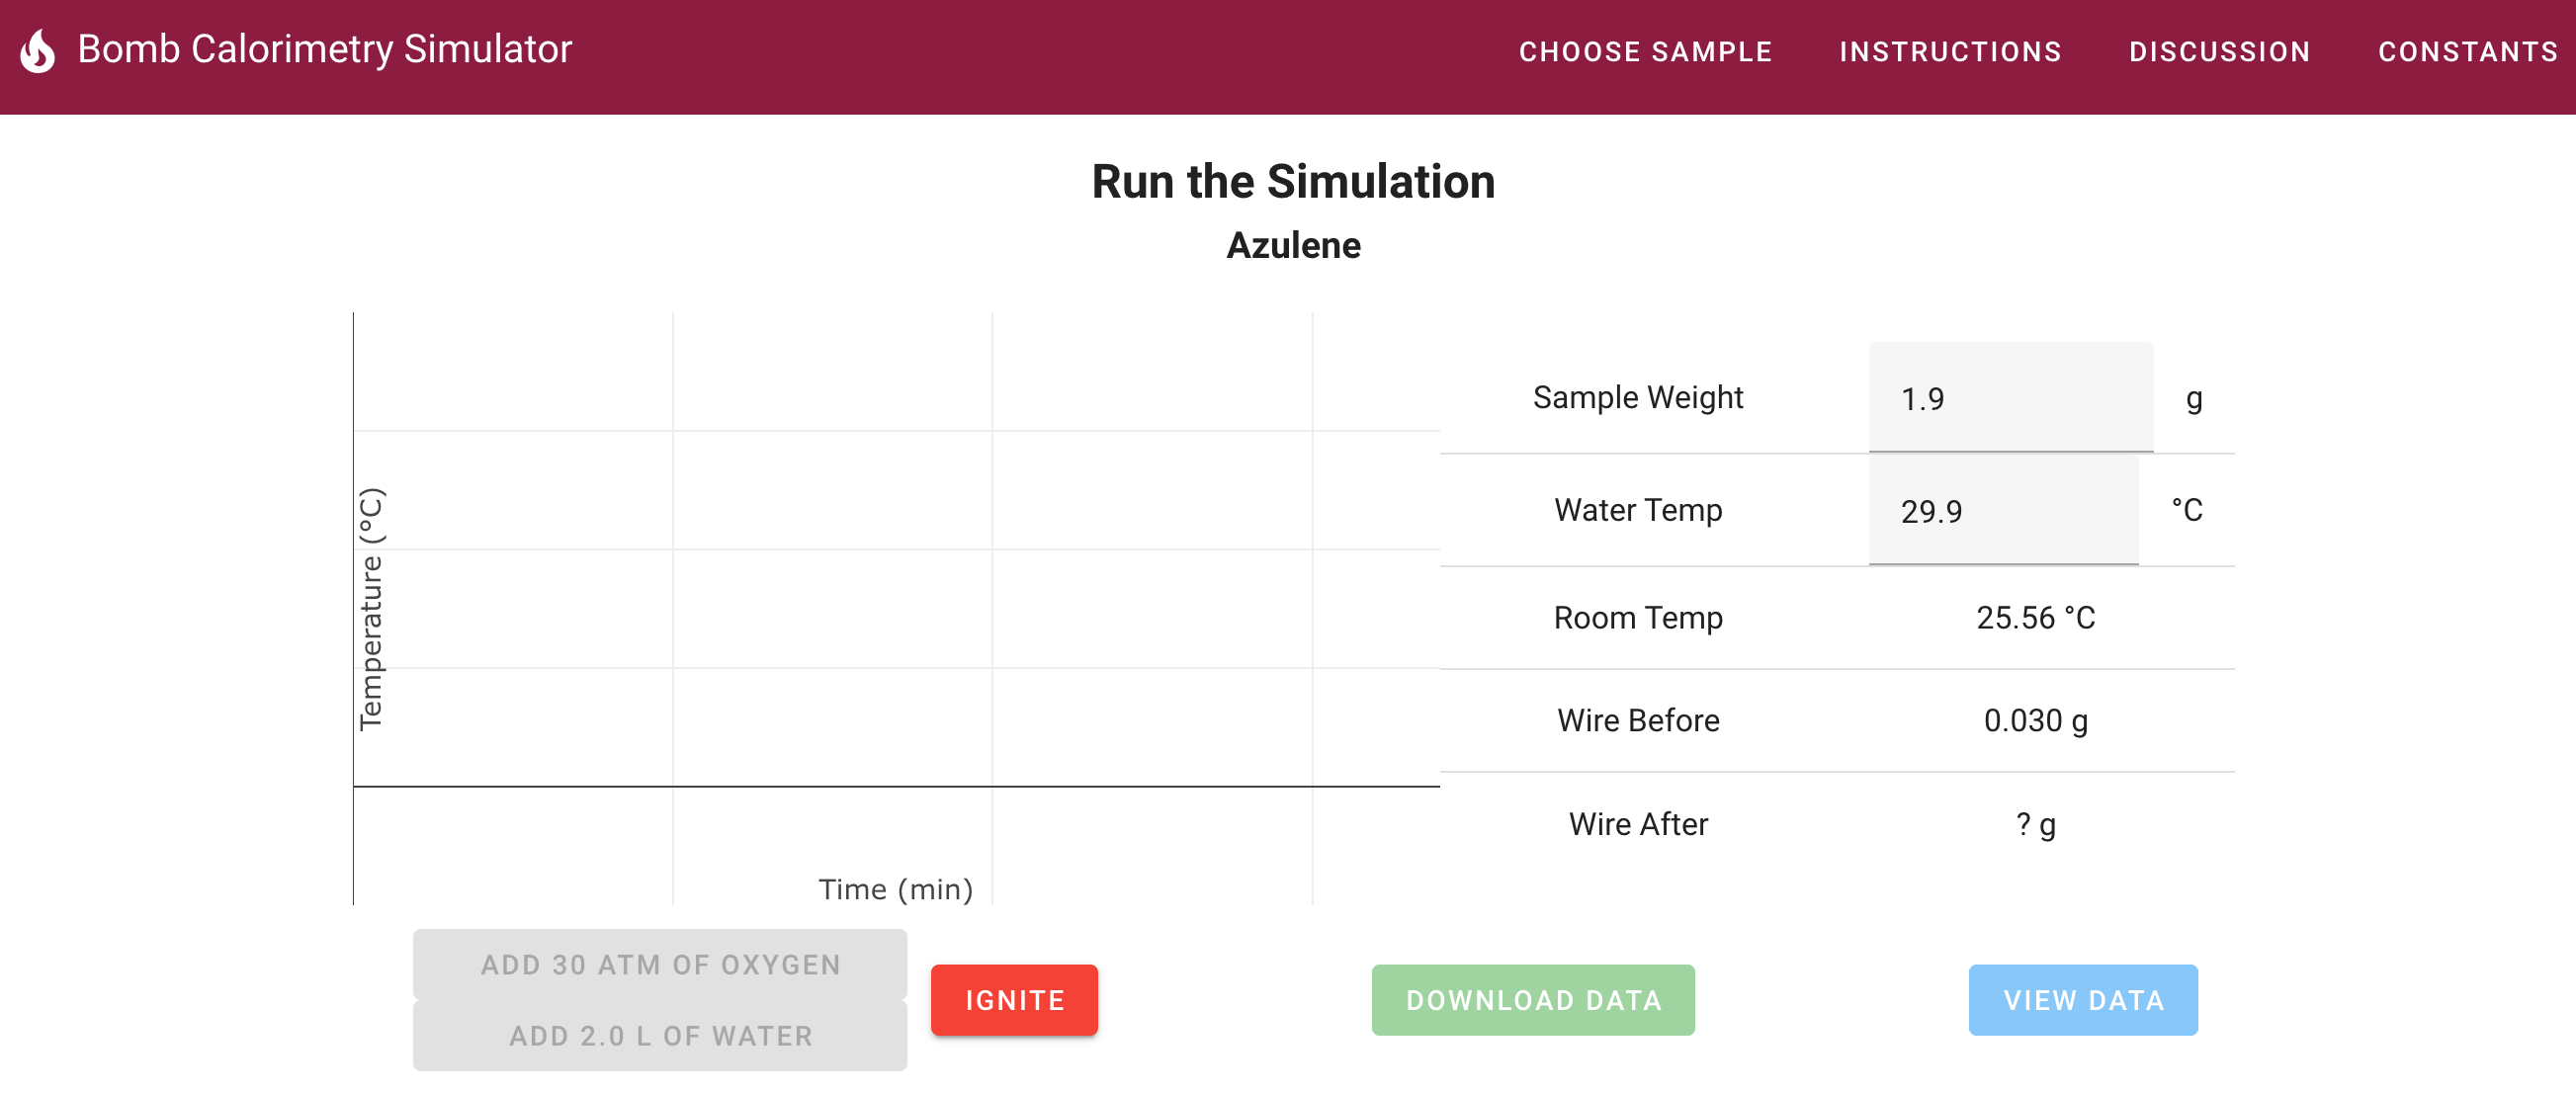 Bomb Calorimetry Simulator
CHOOSE SAMPLE
INSTRUCTIONS
DISCUSSION
CONSTANTS
Run the Simulation
Azulene
Temperature (°C)
Time (min)
Sample Weight 1.9 g
Water Temp 29.9 °C
Room Temp 25.56 °C
Wire Before 0.030 g
Wire After ? g
ADD 30 ATM OF OXYGEN
ADD 2.0 L OF WATER
IGNITE
DOWNLOAD DATA
VIEW DATA